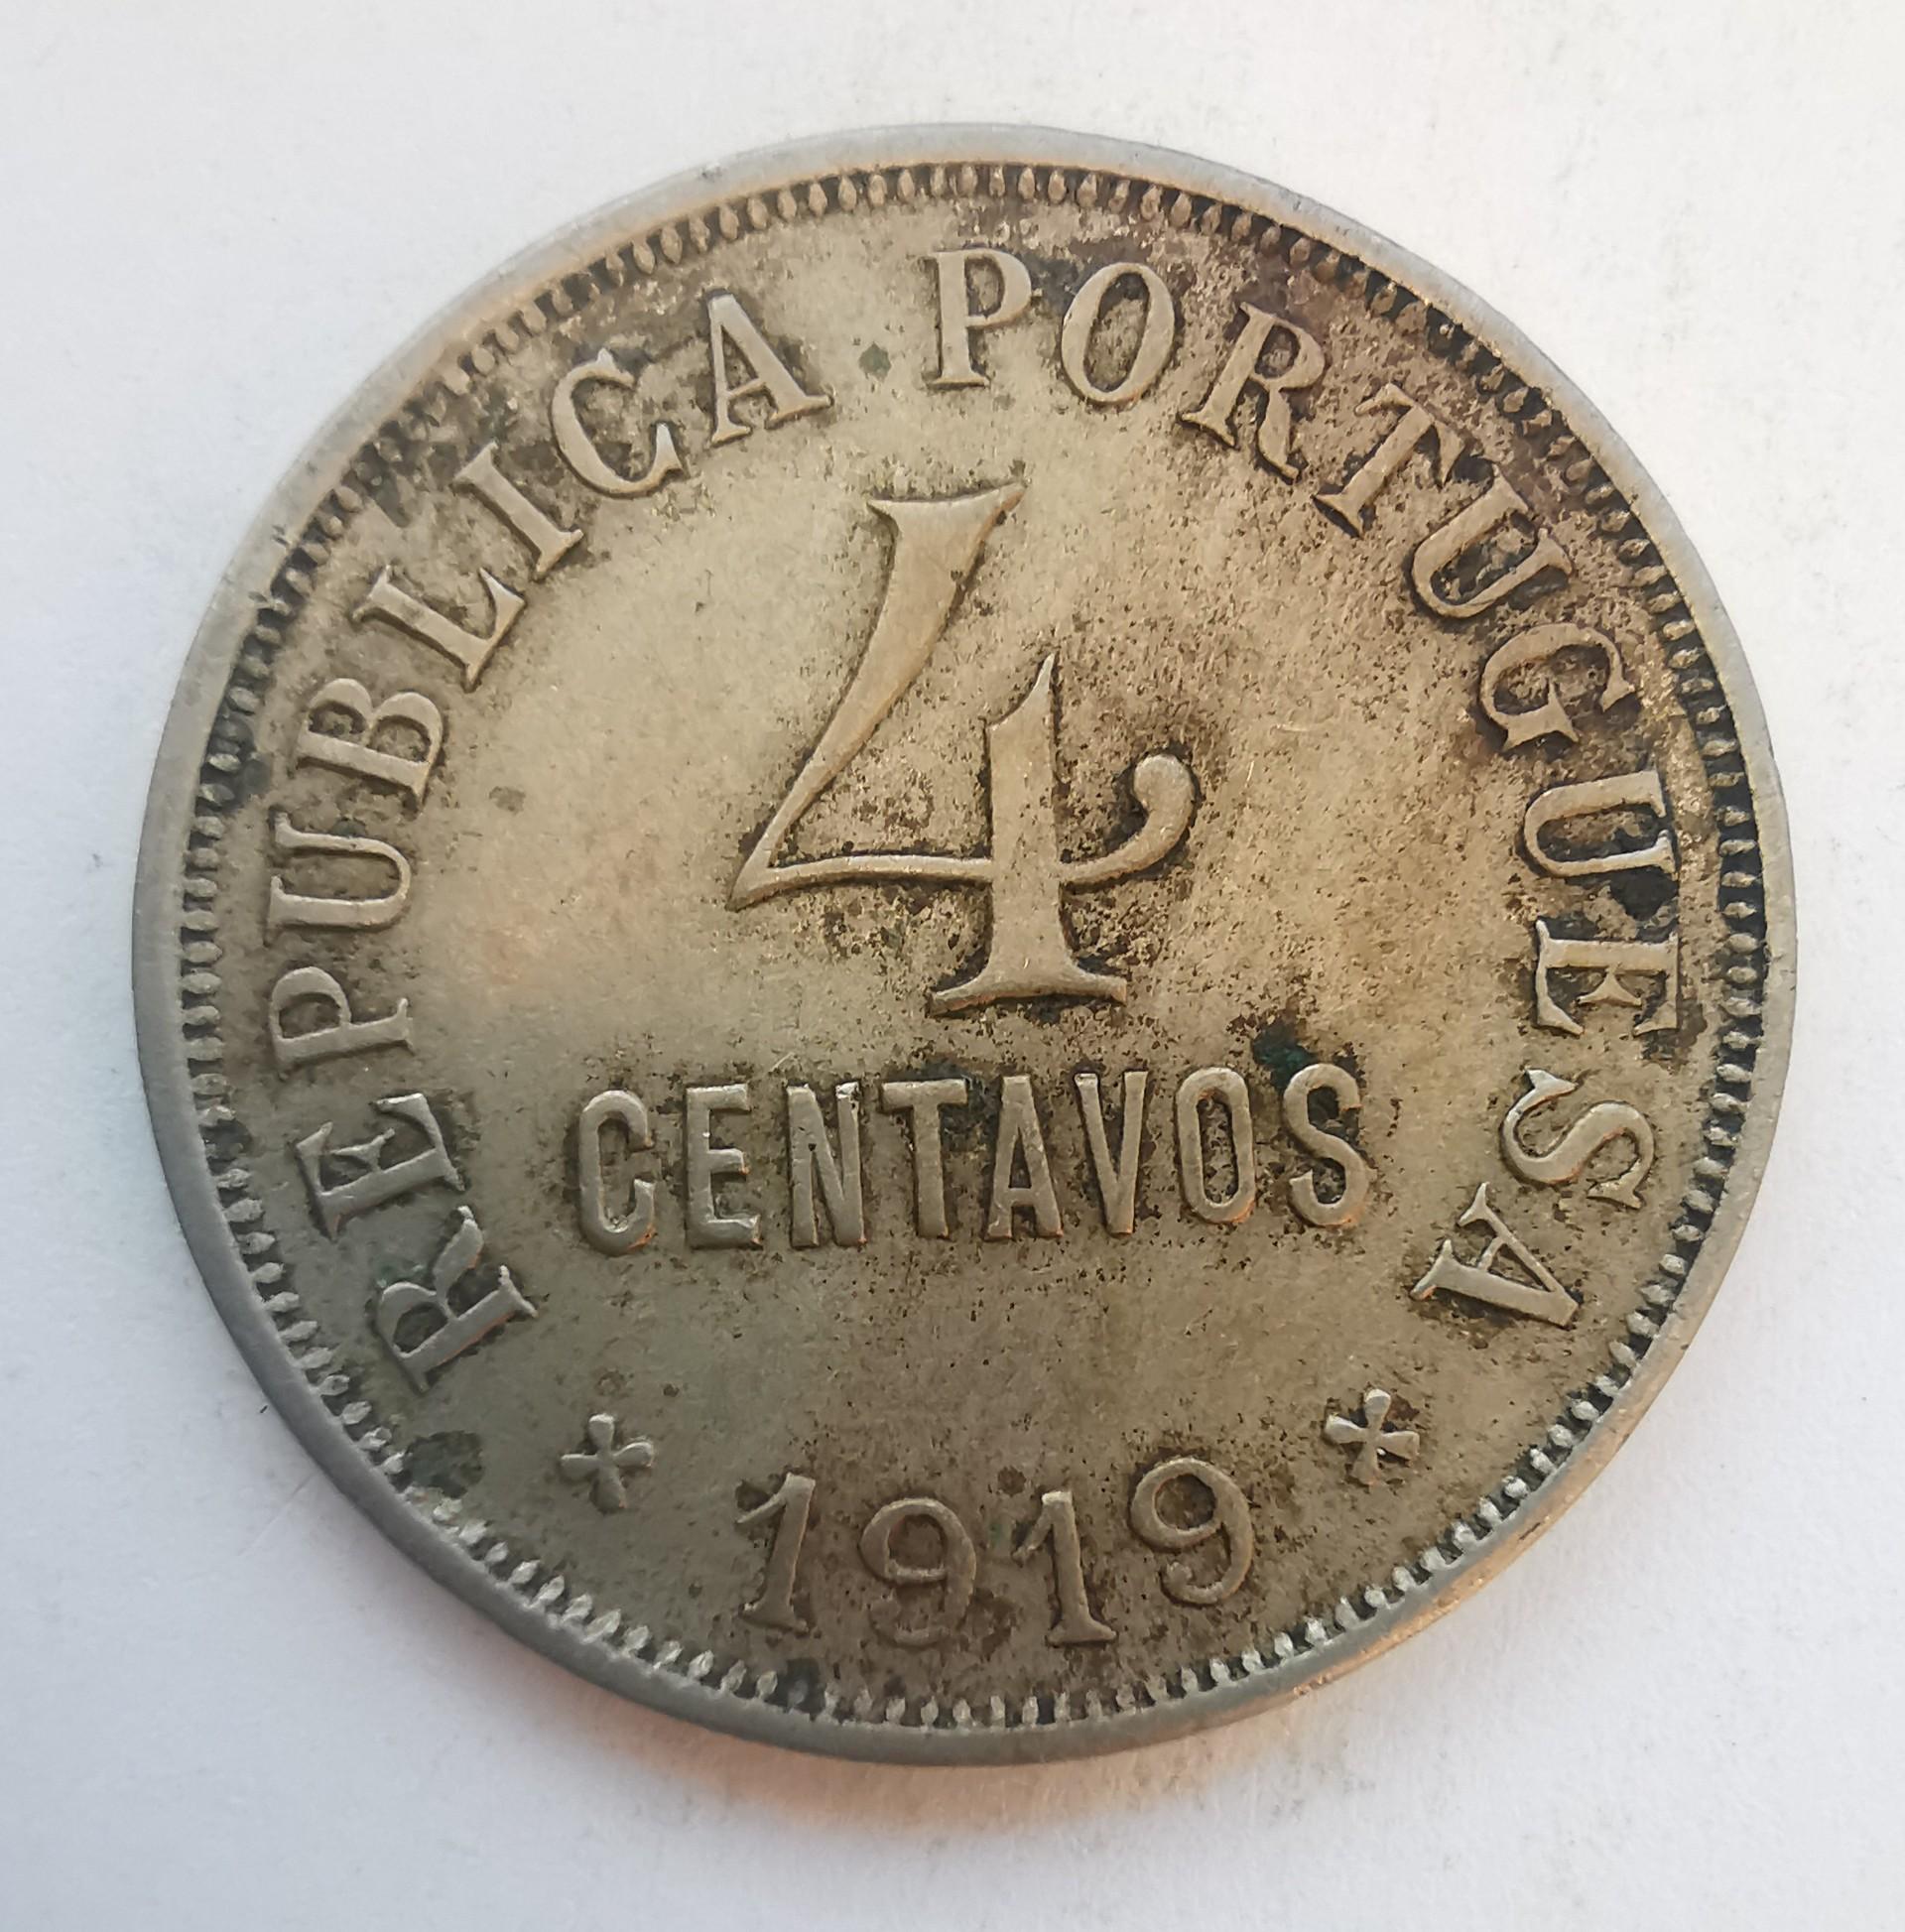 REPUBLICA · PORTUGUESA
4
CENTAVOS
1919